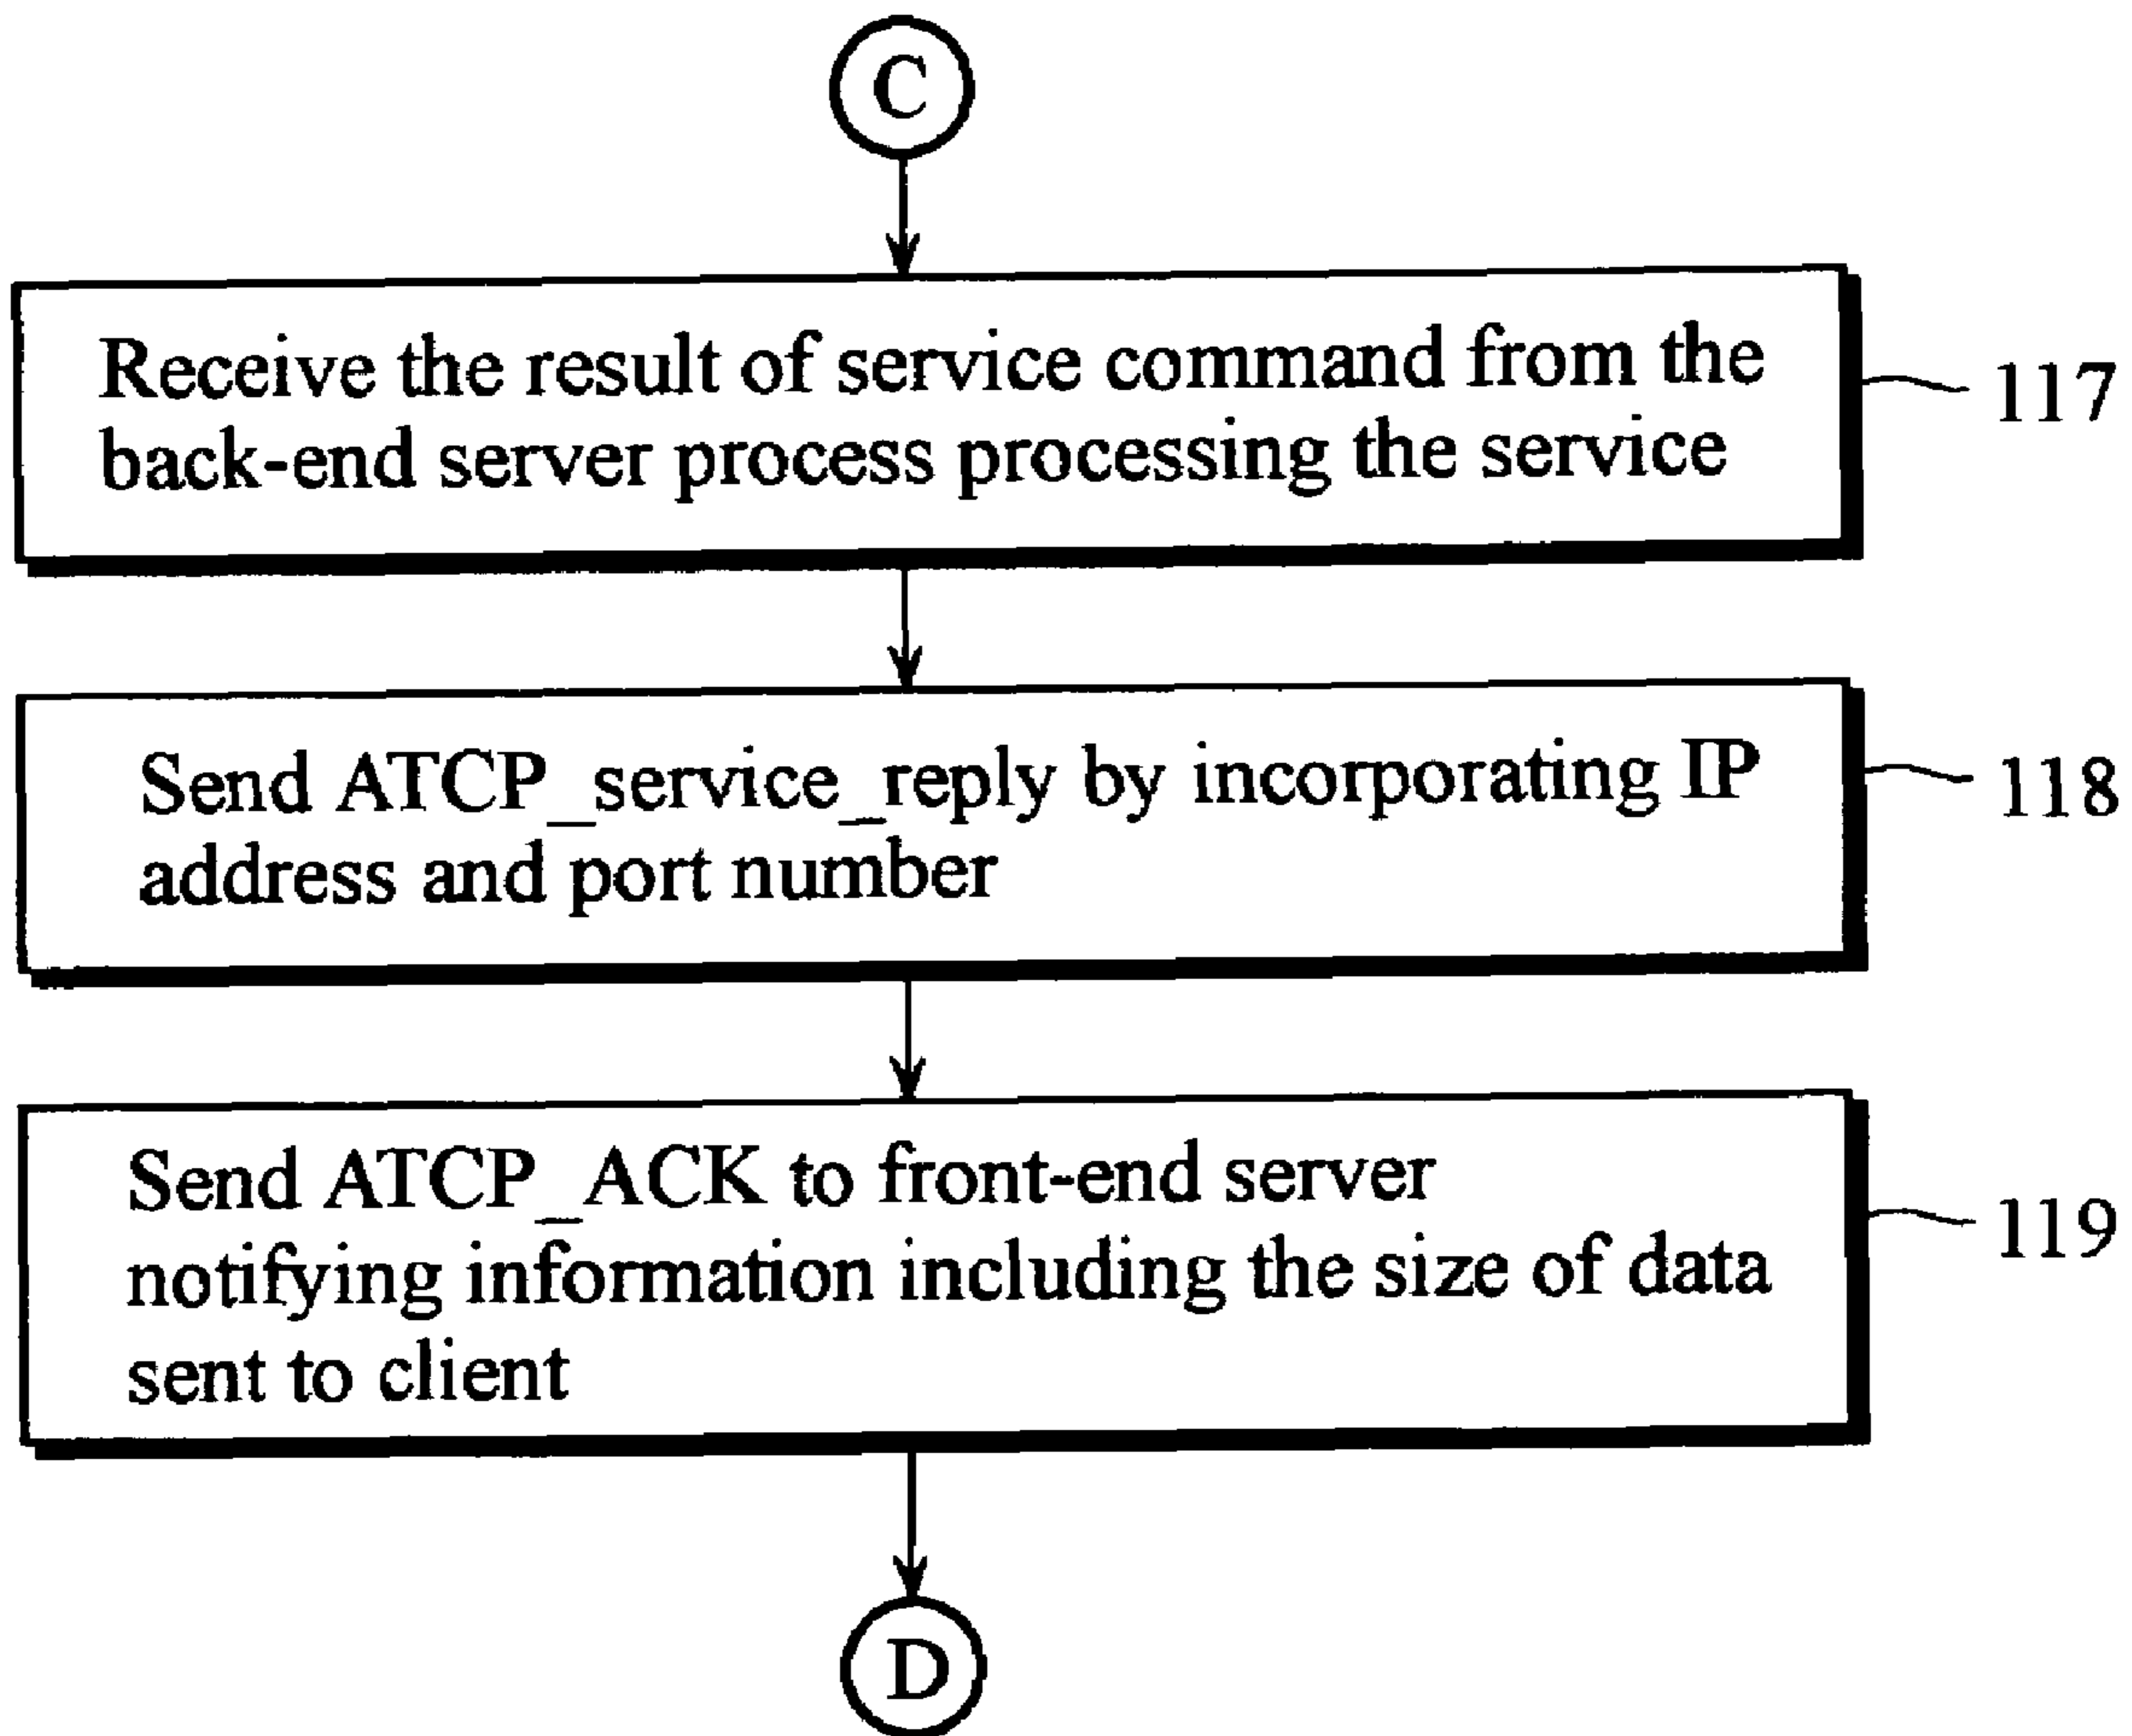 C
Receive the result of service command from the
back-end server process processing the service
117
Send ATCP_service_reply by incorporating IP
address and port number
118
Send ATCP_ACK to front-end server
notifying information including the size of data
sent to client
119
D